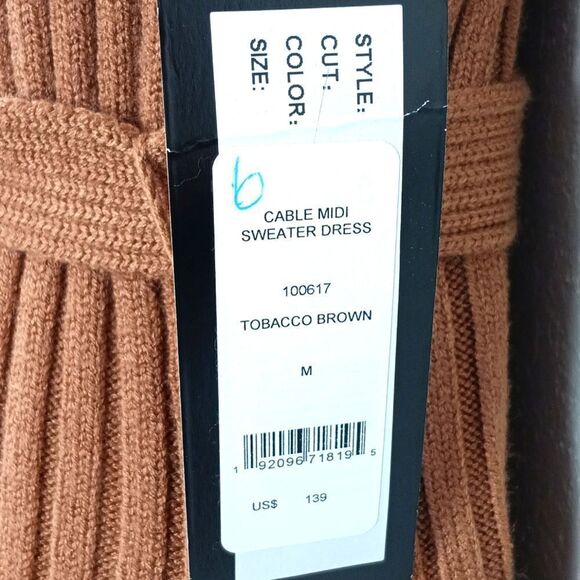 STYLE:
CUT:
COLOR:
SIZE:
6
CABLE MIDI
SWEATER DRESS
100617
TOBACCO BROWN
M
1 92096 71819 5
US$ 139